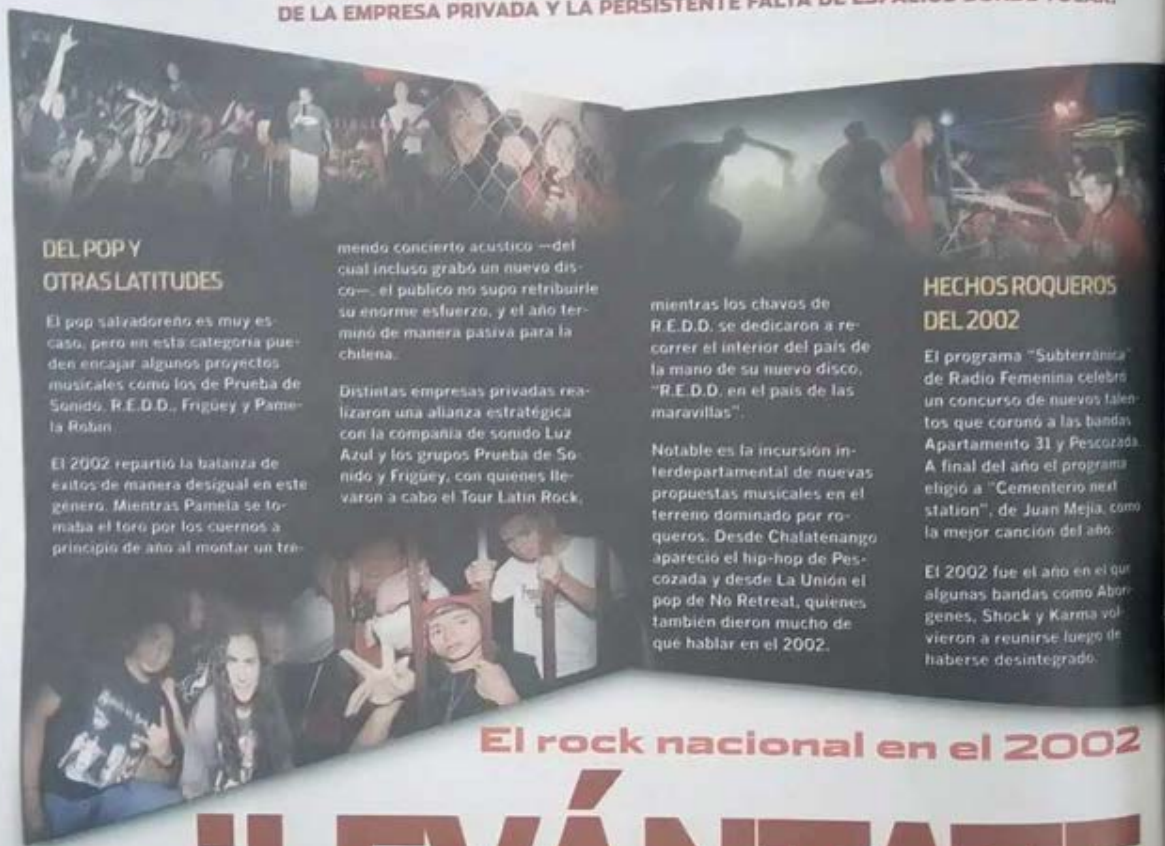 DE LA EMPRESA PRIVADA Y LA PERSISTENTE FALTA DE ESPACIOS DONDE TOCAR,
DEL POP Y
OTRAS LATITUDES
El pop salvadoreño es muy es-
caso, pero en esta categoría pue-
den encajar algunos proyectos
musicales como los de Prueba de
Sonido, R.E.D.D., Frigüey y Pame-
la Robin
El 2002 repartió la balanza de
éxitos de manera desigual en este
género. Mientras Pamela se to-
maba el toro por los cuernos a
principio de año al montar un tre-
mendo concierto acustico —del
cual incluso grabó un nuevo dis-
co—, el público no supo retribuirle
su enorme esfuerzo, y el año ter-
minó de manera pasiva para la
chilena.
Distintas empresas privadas rea-
lizaron una alianza estratégica
con la compañía de sonido Luz
Azul y los grupos Prueba de So-
nido y Frigüey, con quienes lle-
varon a cabo el Tour Latin Rock,
mientras los chavos de
R.E.D.D. se dedicaron a re-
correr el interior del país de
la mano de su nuevo disco,
"R.E.D.D. en el país de las
maravillas".
Notable es la incursión in-
terdepartamental de nuevas
propuestas musicales en el
terreno dominado por ro-
queros. Desde Chalatenango
apareció el hip-hop de Pes-
cozada y desde La Unión el
pop de No Retreat, quienes
también dieron mucho de
qué hablar en el 2002.
HECHOS ROQUEROS
DEL 2002
El programa "Subterránica"
de Radio Femenina celebró
un concurso de nuevos talen-
tos que coronó a las bandas
Apartamento 31 y Pescozada.
A final del año el programa
eligió a "Cementerio next
station", de Juan Mejía, como
la mejor canción del año.
El 2002 fue el año en el que
algunas bandas como Abor-
genes, Shock y Karma vol-
vieron a reunirse luego de
haberse desintegrado.
El rock nacional en el 2002